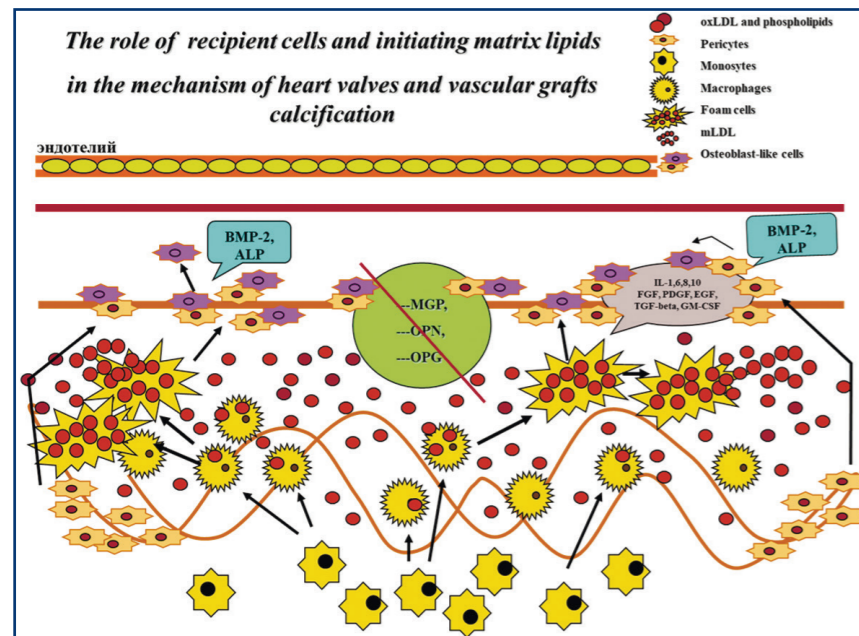 The role of recipient cells and initiating matrix lipids
in the mechanism of heart valves and vascular grafts
calcification
oxLDL and phospholipids
Pericytes
Monosytes
Macrophages
Foam cells
mLDL
Osteoblast-like cells
эндотелий
BMP-2,
ALP
---MGP,
---OPN,
---OPG
IL-1,6,8,10
FGF, PDGF, EGF,
TGF-beta, GM-CSF
BMP-2,
ALP